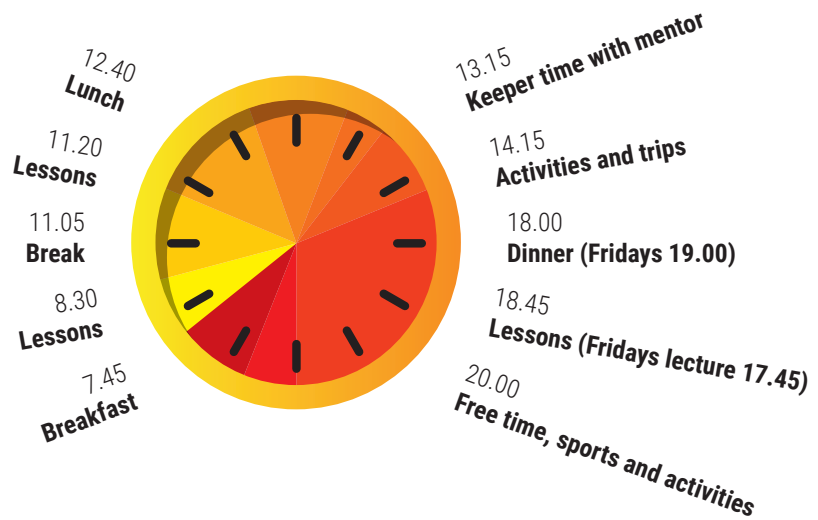 12.40
Lunch
11.20
Lessons
11.05
Break
8.30
Lessons
7.45
Breakfast
13.15
Keeper time with mentor
14.15
Activities and trips
18.00
Dinner (Fridays 19.00)
18.45
Lessons (Fridays lecture 17.45)
20.00
Free time, sports and activities